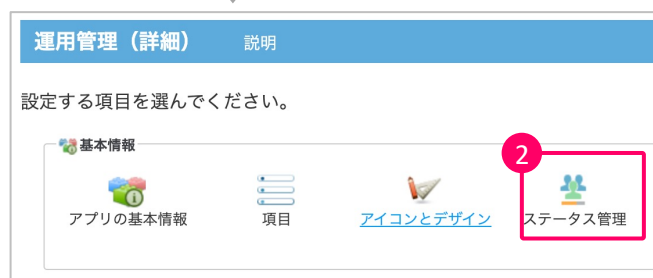 運用管理（詳細） 説明
設定する項目を選んでください。
基本情報
2
アプリの基本情報 項目 アイコンとデザイン ステータス管理